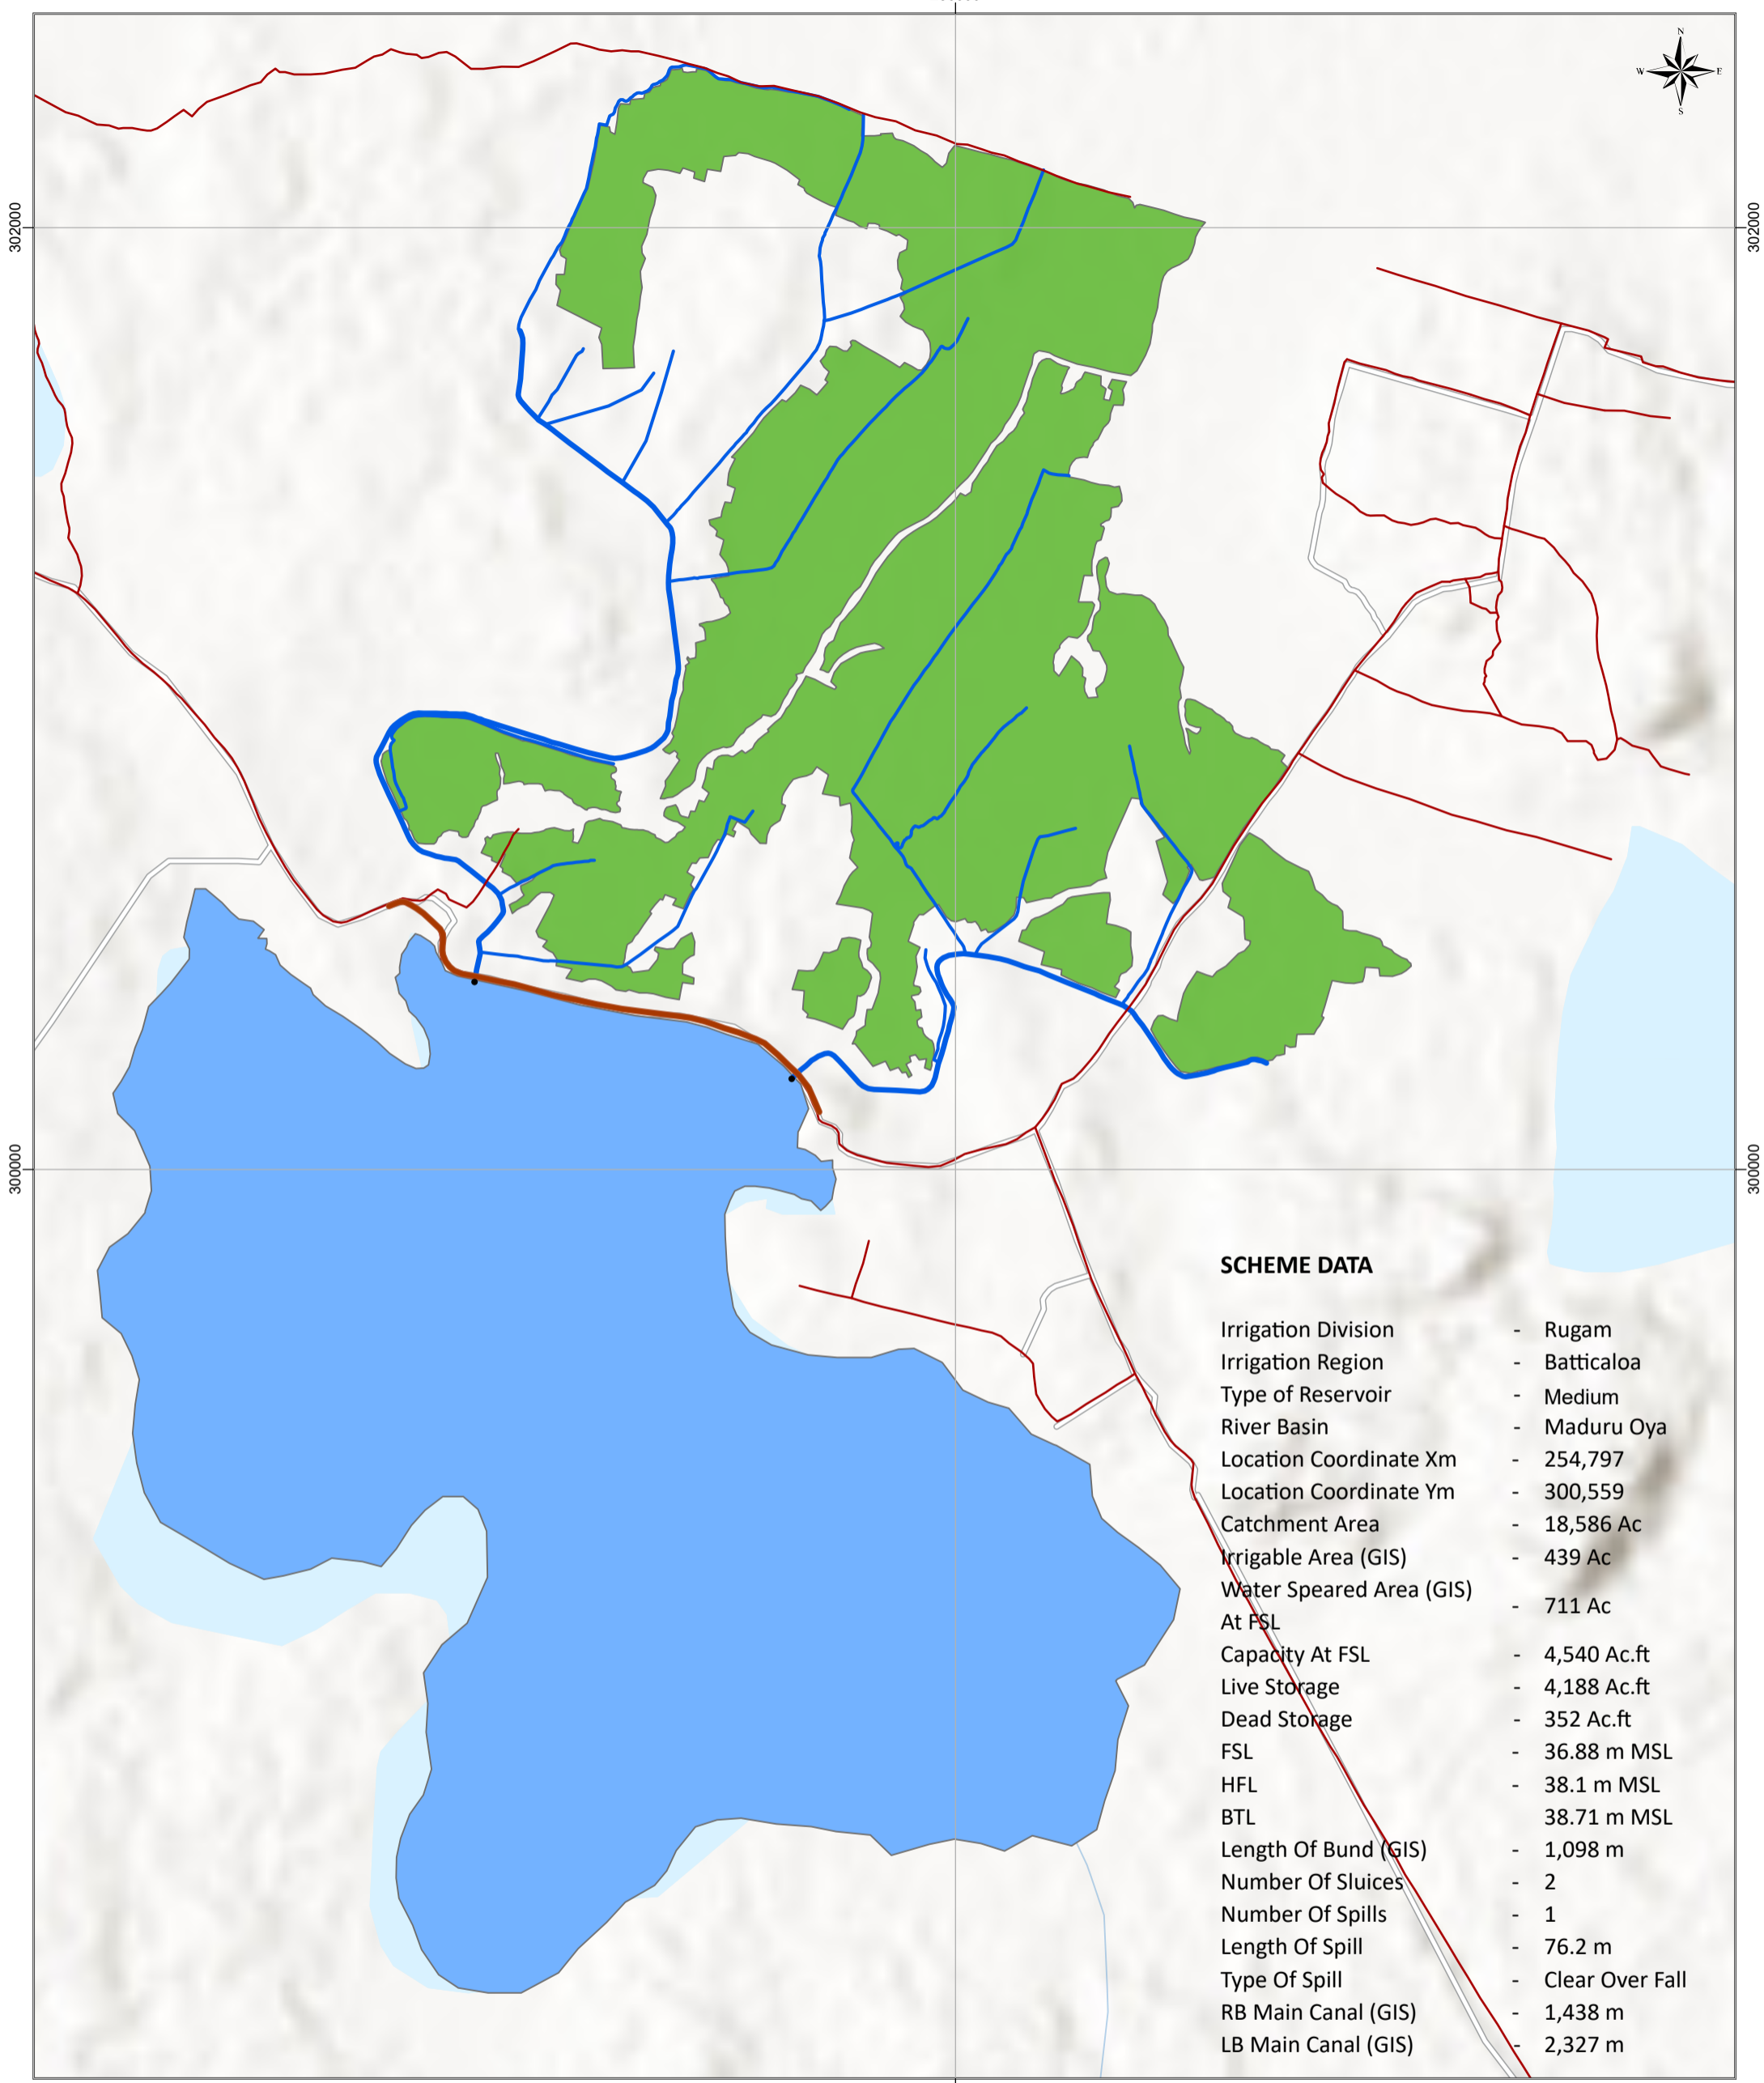 N
W E
S
302000
302000
300000
300000
SCHEME DATA
Irrigation Division - Rugam
Irrigation Region - Batticaloa
Type of Reservoir - Medium
River Basin - Maduru Oya
Location Coordinate Xm - 254,797
Location Coordinate Ym - 300,559
Catchment Area - 18,586 Ac
Irrigable Area (GIS) - 439 Ac
Water Speared Area (GIS)
At FSL - 711 Ac
Capacity At FSL - 4,540 Ac.ft
Live Storage - 4,188 Ac.ft
Dead Storage - 352 Ac.ft
FSL - 36.88 m MSL
HFL - 38.1 m MSL
BTL 38.71 m MSL
Length Of Bund (GIS) - 1,098 m
Number Of Sluices - 2
Number Of Spills - 1
Length Of Spill - 76.2 m
Type Of Spill - Clear Over Fall
RB Main Canal (GIS) - 1,438 m
LB Main Canal (GIS) - 2,327 m